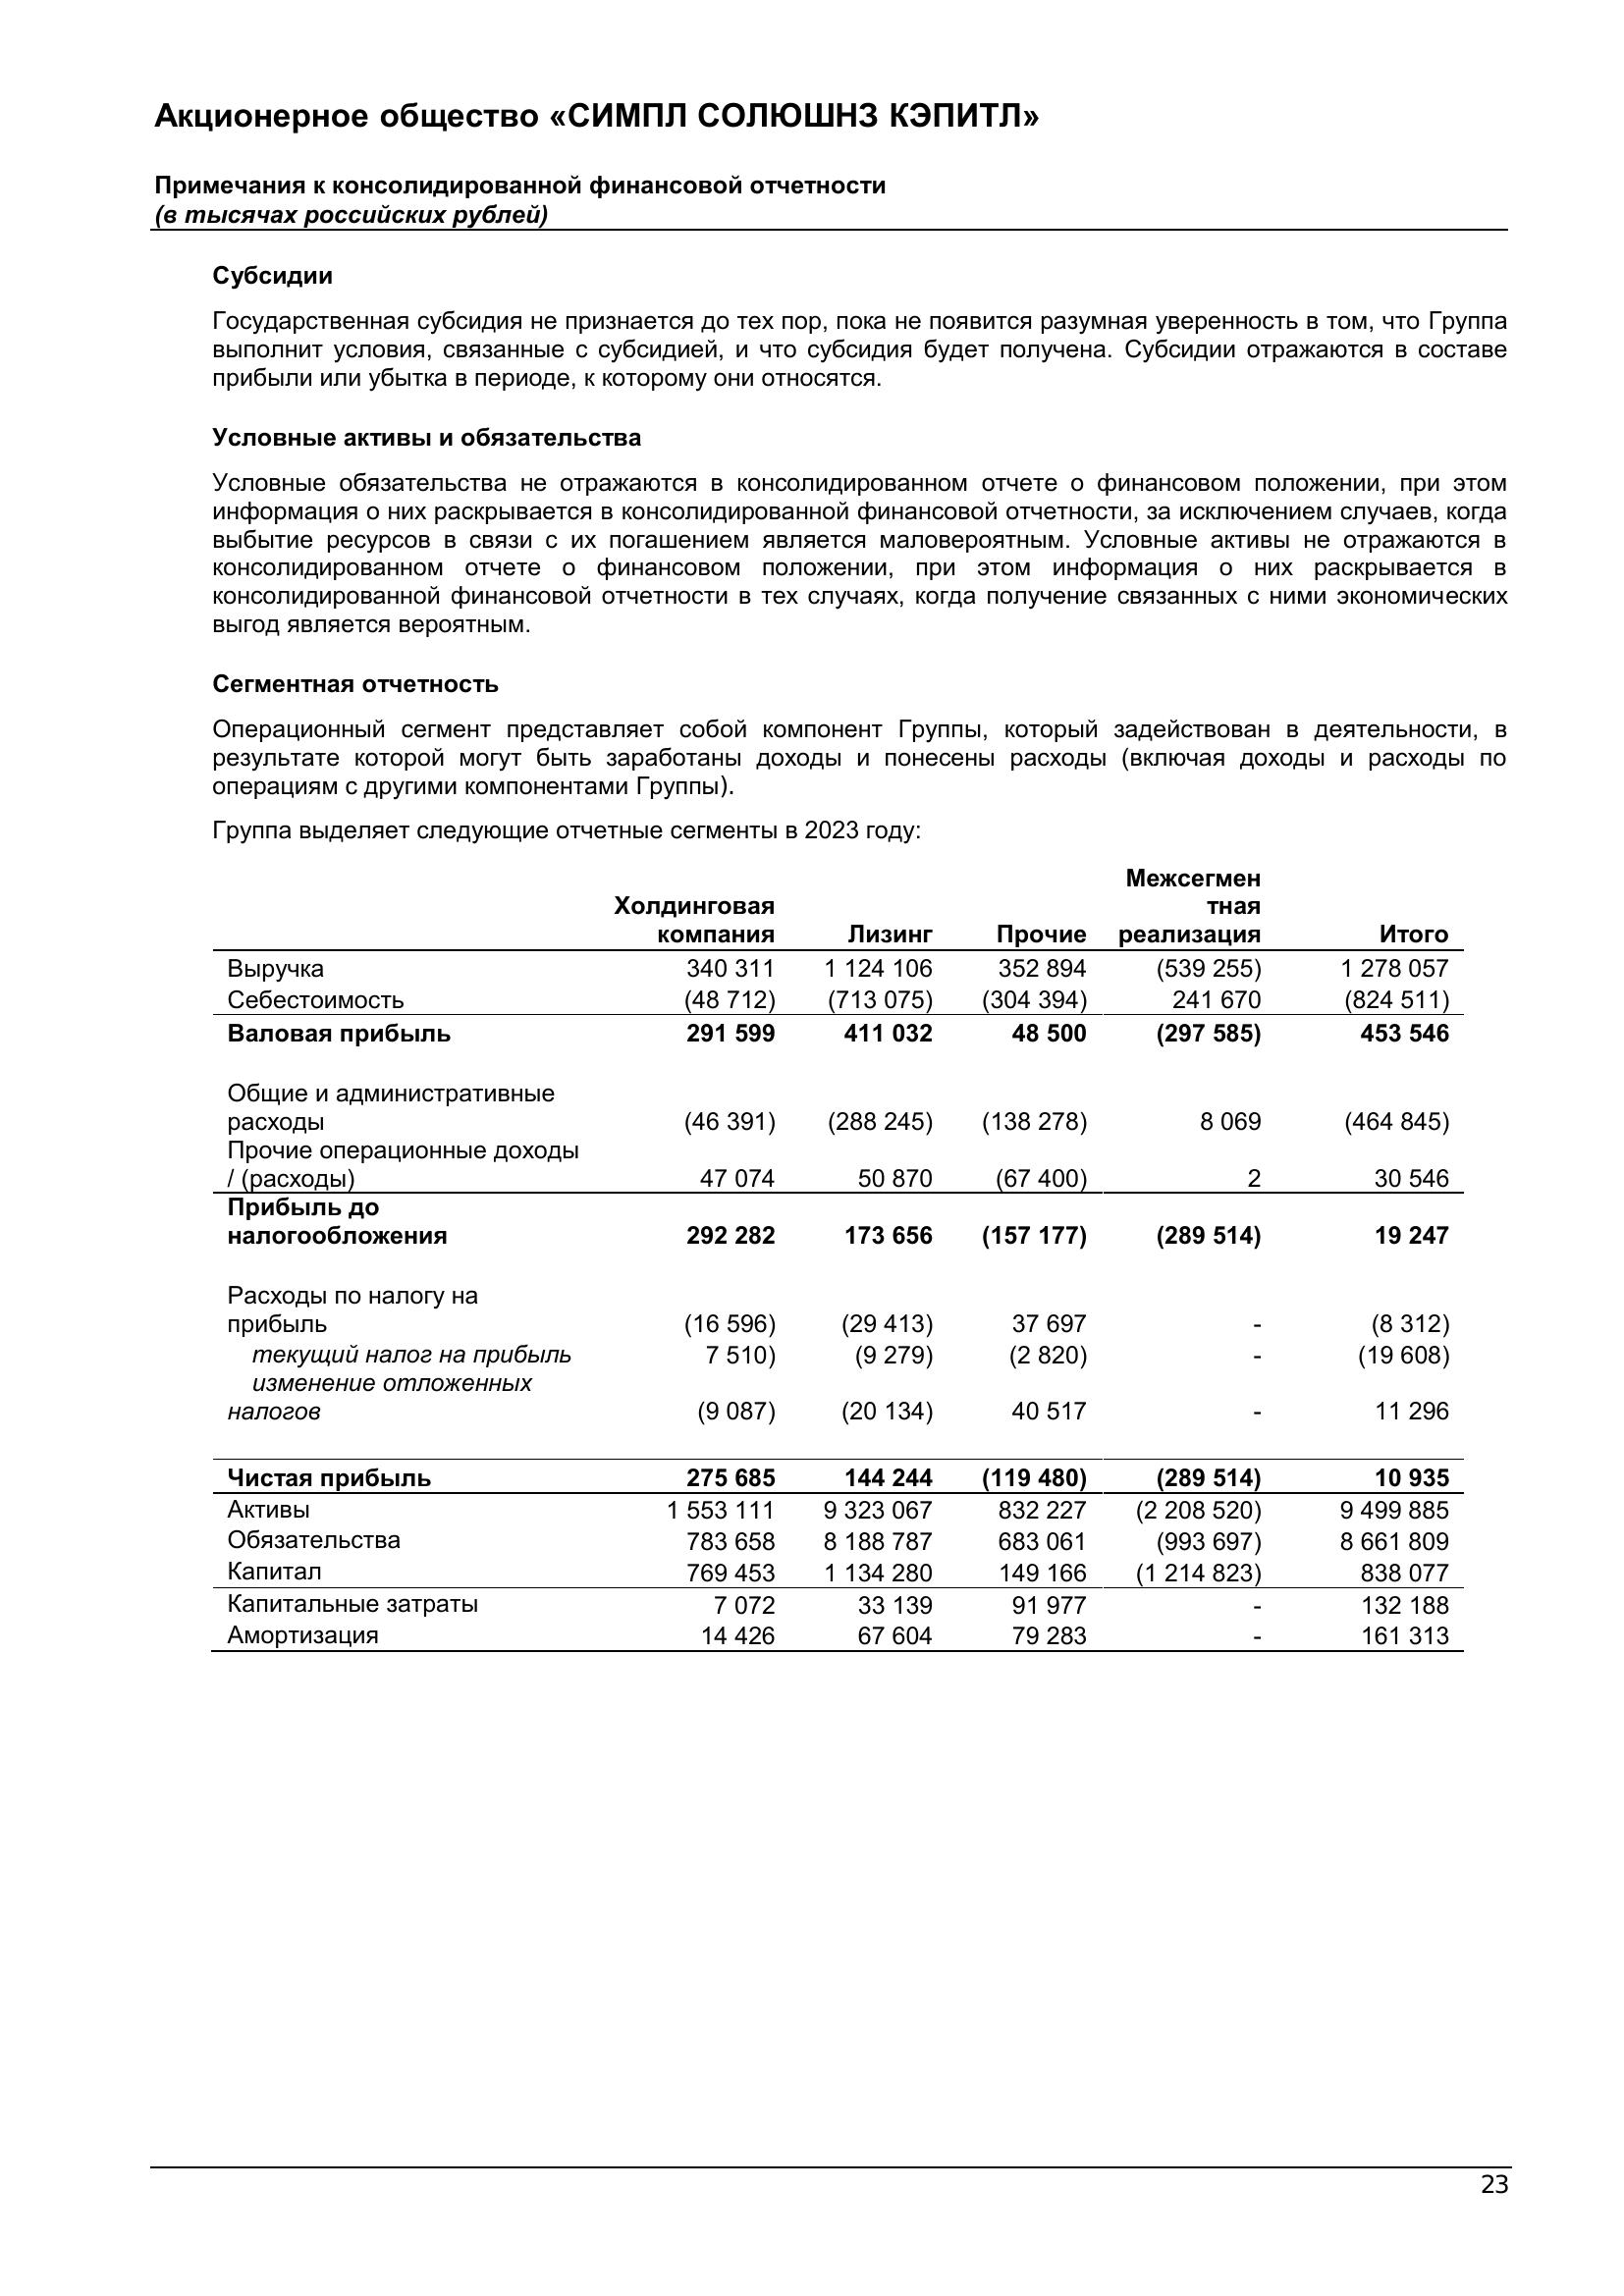 Акционерное общество «СИМПЛ СОЛЮШНЗ КЭПИТЛ»
Примечания к консолидированной финансовой отчетности
(в тысячах российских рублей)
Субсидии
Государственная субсидия не признается до тех пор, пока не появится разумная уверенность в том, что Группа
выполнит условия, связанные с субсидией, и что субсидия будет получена. Субсидии отражаются в составе
прибыли или убытка в периоде, к которому они относятся.
Условные активы и обязательства
Условные обязательства не отражаются в консолидированном отчете о финансовом положении, при этом
информация о них раскрывается в консолидированной финансовой отчетности, за исключением случаев, когда
выбытие ресурсов в связи с их погашением является маловероятным. Условные активы не отражаются в
консолидированном отчете о финансовом положении, при этом информация о них раскрывается в
консолидированной финансовой отчетности в тех случаях, когда получение связанных с ними экономических
выгод является вероятным.
Сегментная отчетность
Операционный сегмент представляет собой компонент Группы, который задействован в деятельности, в
результате которой могут быть заработаны доходы и понесены расходы (включая доходы и расходы по
операциям с другими компонентами Группы).
Группа выделяет следующие отчетные сегменты в 2023 году:
Межсегмен
Холдинговая тная
компания Лизинг Прочие реализация Итого
Выручка 340 311 1 124 106 352 894 (539 255) 1 278 057
Себестоимость (48 712) (713 075) (304 394) 241 670 (824 511)
Валовая прибыль 291 599 411 032 48 500 (297 585) 453 546
Общие и административные
расходы (46 391) (288 245) (138 278) 8 069 (464 845)
Прочие операционные доходы
/ (расходы) 47 074 50 870 (67 400) 2 30 546
Прибыль до
налогообложения 292 282 173 656 (157 177) (289 514) 19 247
Расходы по налогу на
прибыль (16 596) (29 413) 37 697 - (8 312)
текущий налог на прибыль 7 510) (9 279) (2 820) - (19 608)
изменение отложенных
налогов (9 087) (20 134) 40 517 - 11 296
Чистая прибыль 275 685 144 244 (119 480) (289 514) 10 935
Активы 1 553 111 9 323 067 832 227 (2 208 520) 9 499 885
Обязательства 783 658 8 188 787 683 061 (993 697) 8 661 809
Капитал 769 453 1 134 280 149 166 (1 214 823) 838 077
Капитальные затраты 7 072 33 139 91 977 - 132 188
Амортизация 14 426 67 604 79 283 - 161 313
23